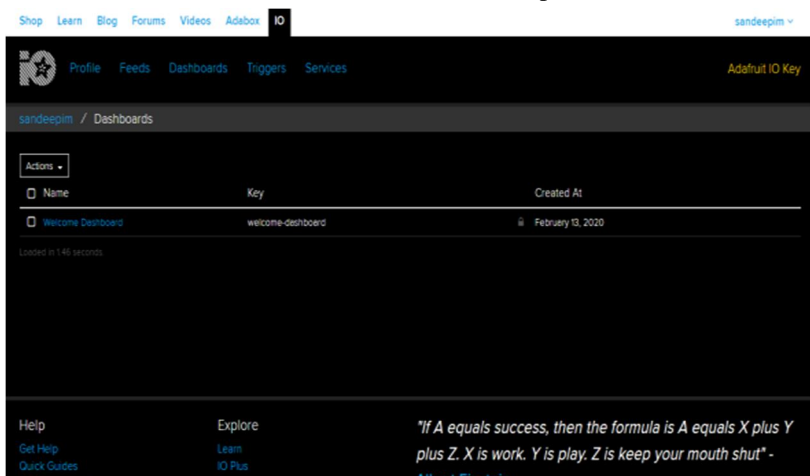 Shop Learn Blog Forums Videos Adabox IO sandeepim
Profile Feeds Dashboards Triggers Services Adafruit IO Key
sandeepim / Dashboards
Actions
Name Key Created At
Welcome Dashboard welcome-dashboard February 13, 2020
Loaded in 1.46 seconds.
Help Explore "If A equals success, then the formula is A equals X plus Y
Get Help Learn plus Z. X is work. Y is play. Z is keep your mouth shut" -
Quick Guides IO Plus